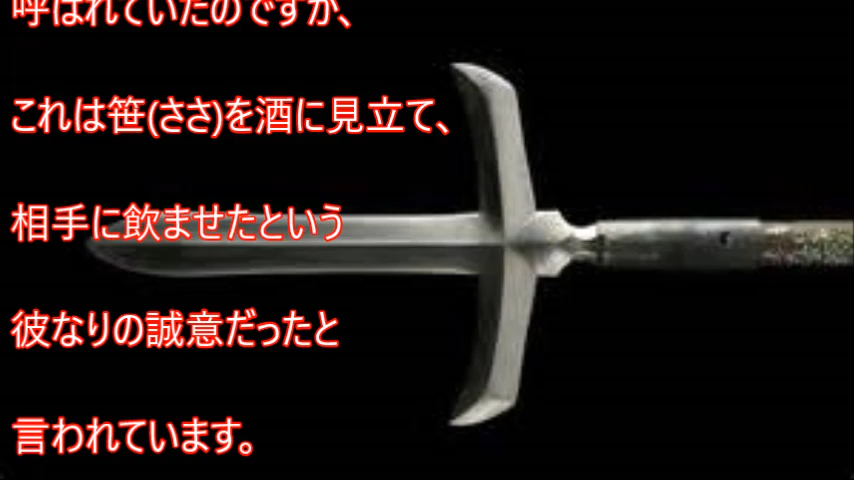 呼ばれていたのですが、
これは笹(ささ)を酒に見立て、
相手に飲ませたという
彼なりの誠意だったと
言われています。